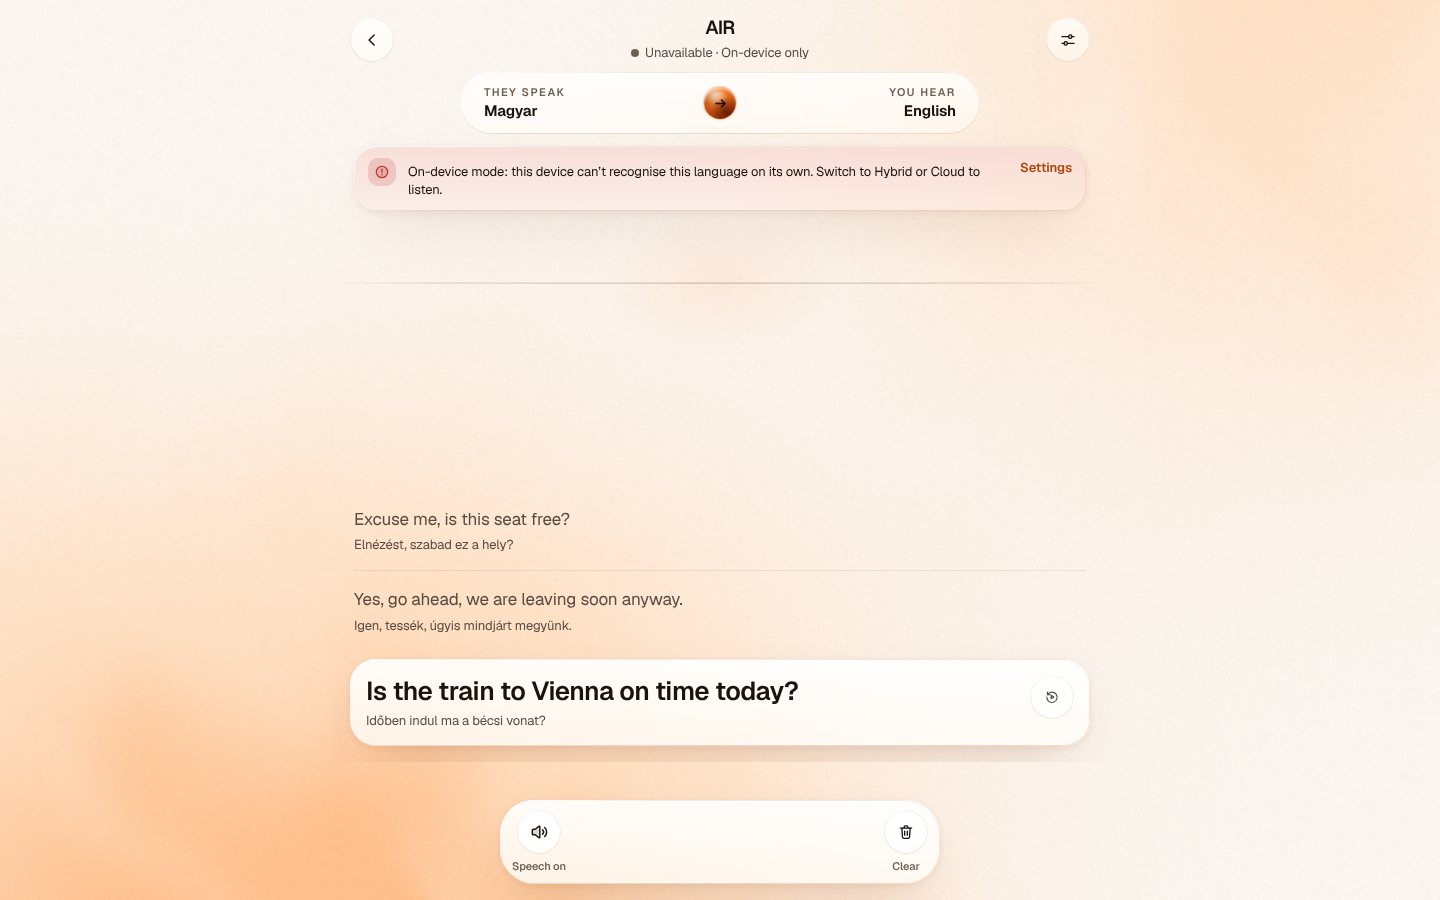 AIR
Unavailable · On-device only
THEY SPEAK
Magyar
YOU HEAR
English
On-device mode: this device can’t recognise this language on its own. Switch to Hybrid or Cloud to
listen.
Settings
Excuse me, is this seat free?
Elnézést, szabad ez a hely?
Yes, go ahead, we are leaving soon anyway.
Igen, tessék, úgyis mindjárt megyünk.
Is the train to Vienna on time today?
Időben indul ma a bécsi vonat?
Speech on
Clear